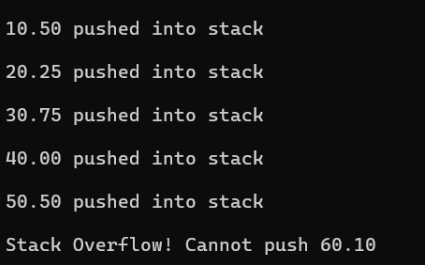 10.50 pushed into stack
20.25 pushed into stack
30.75 pushed into stack
40.00 pushed into stack
50.50 pushed into stack
Stack Overflow! Cannot push 60.10